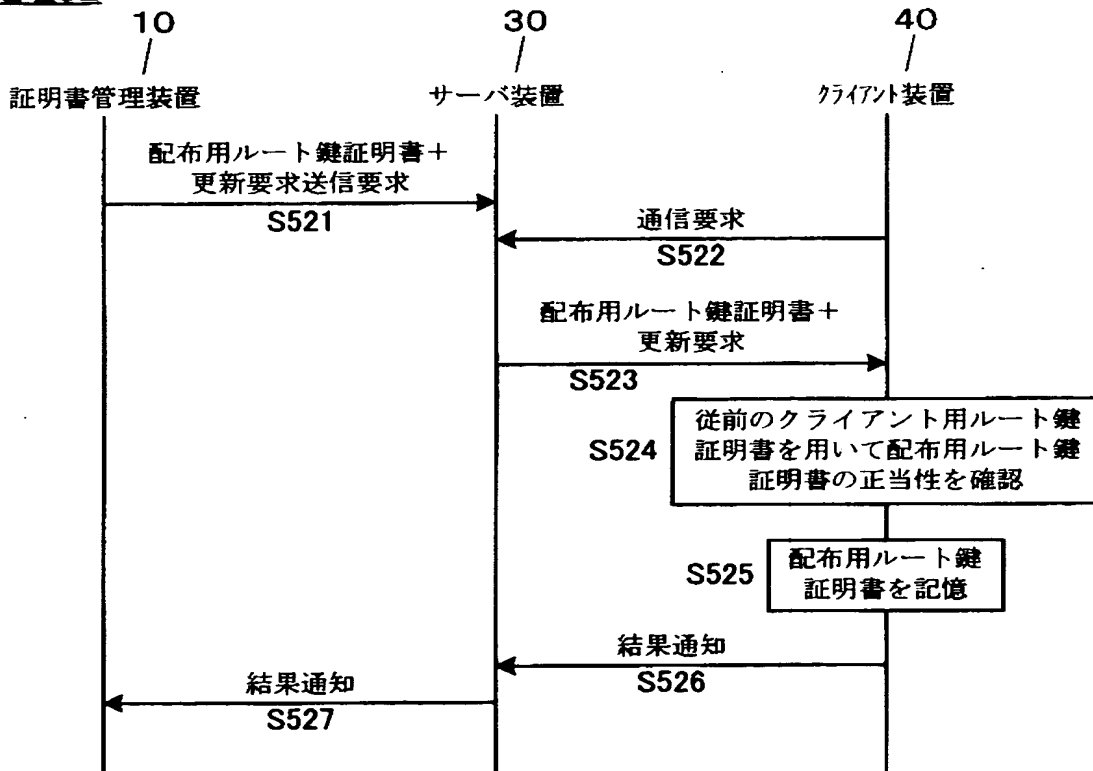 10
30
40
証明書管理装置
サーバ装置
クライアント装置
配布用ルート鍵証明書+
更新要求送信要求
S521
通信要求
S522
配布用ルート鍵証明書+
更新要求
S523
S524
従前のクライアント用ルート鍵
証明書を用いて配布用ルート鍵
証明書の正当性を確認
S525
配布用ルート鍵
証明書を記憶
結果通知
S526
結果通知
S527